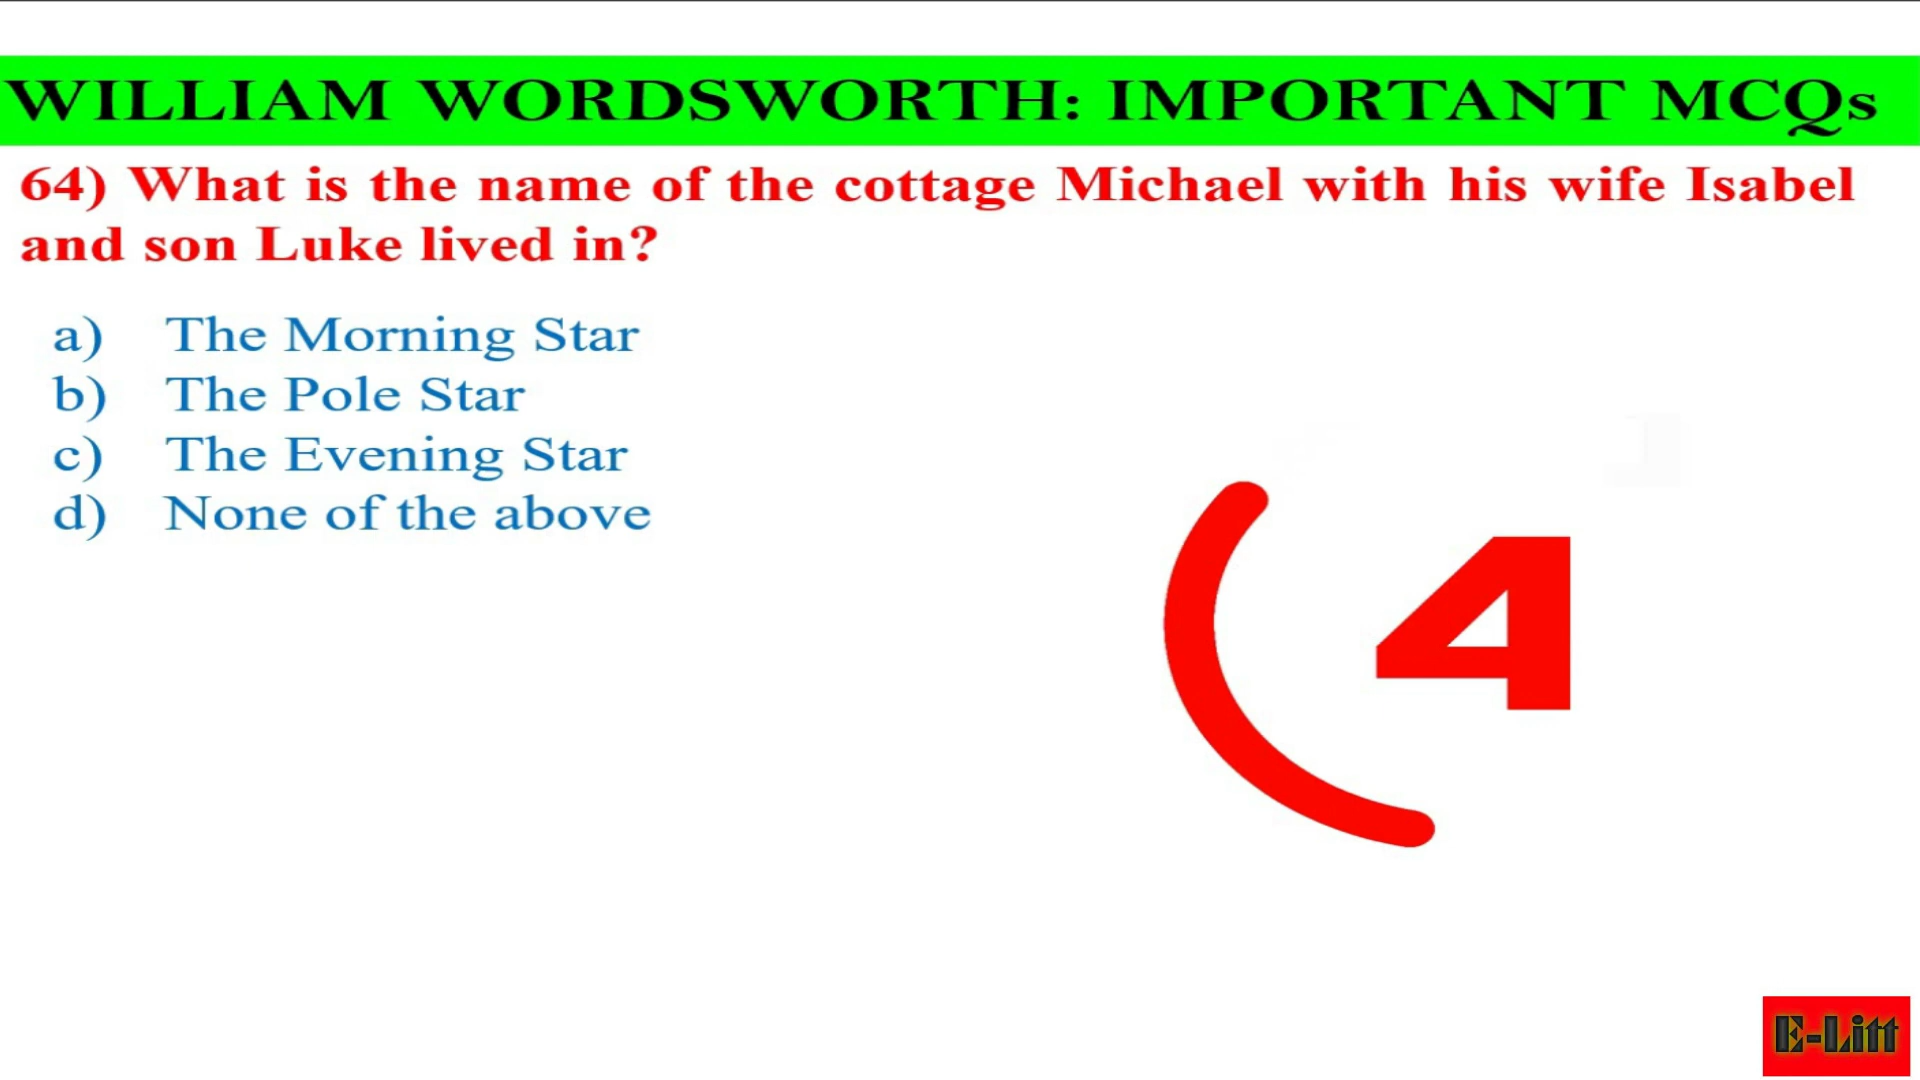 WILLIAM WORDSWORTH: IMPORTANT MCQs
64) What is the name of the cottage Michael with his wife Isabel
and son Luke lived in?
a) The Morning Star
b) The Pole Star
c) The Evening Star
d) None of the above
4
E-Litt